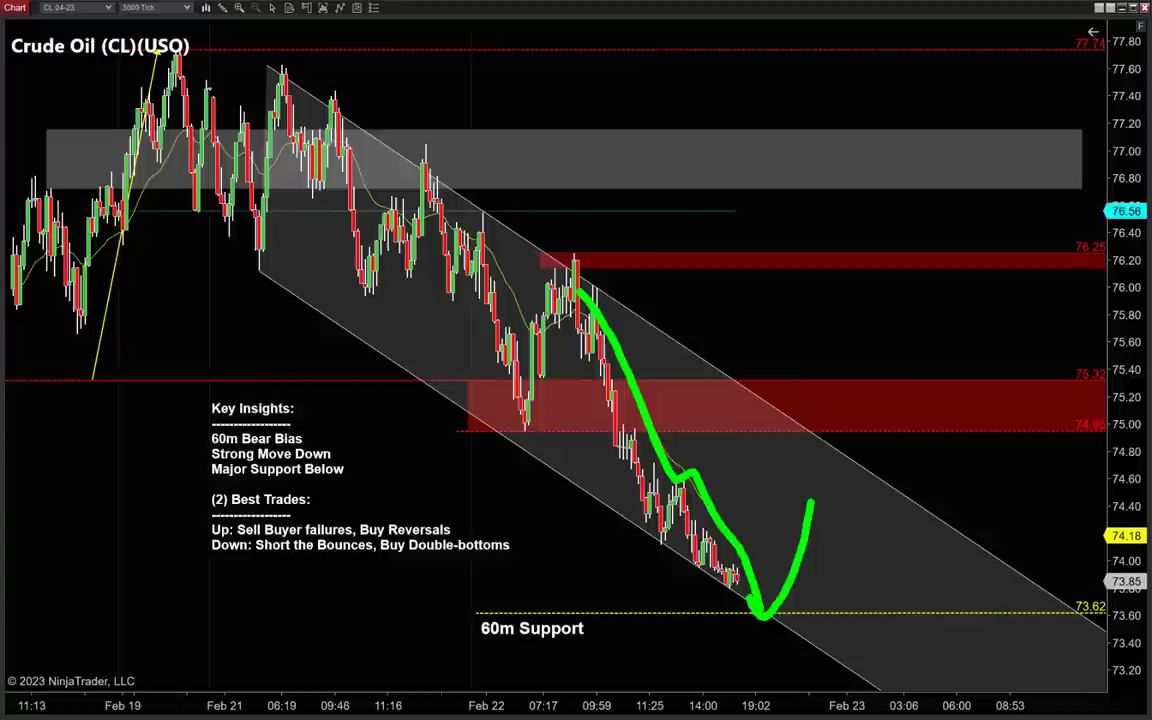 Chart CL 04-23 3000 Tick
F
Crude Oil (CL)(USO)
77.74
77.80
77.60
77.40
77.20
77.00
76.80
76.56
76.40
76.25
76.20
76.00
75.80
75.60
75.40
75.32
75.20
75.00
74.80
74.60
74.40
74.18
74.00
73.85
73.62
73.60
73.40
73.20
Key Insights:
------------------
60m Bear Bias
Strong Move Down
Major Support Below
(2) Best Trades:
------------------
Up: Sell Buyer failures, Buy Reversals
Down: Short the Bounces, Buy Double-bottoms
60m Support
© 2023 NinjaTrader, LLC
11:13 Feb 19 Feb 21 06:19 09:46 11:16 Feb 22 07:17 09:59 11:25 14:00 19:02 Feb 23 03:06 06:00 08:53